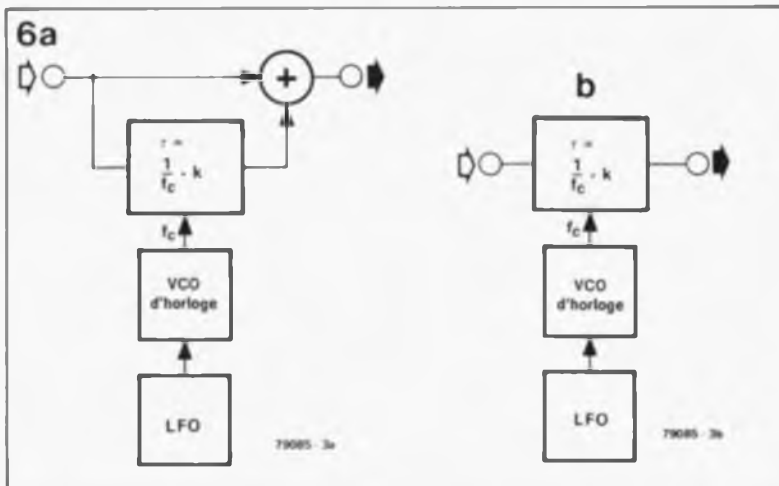 6a
+
τ =
1
fc · k
fc
VCO
d'horloge
LFO
79085 - 3a
b
τ =
1
fc · k
fc
VCO
d'horloge
LFO
79085 - 3b